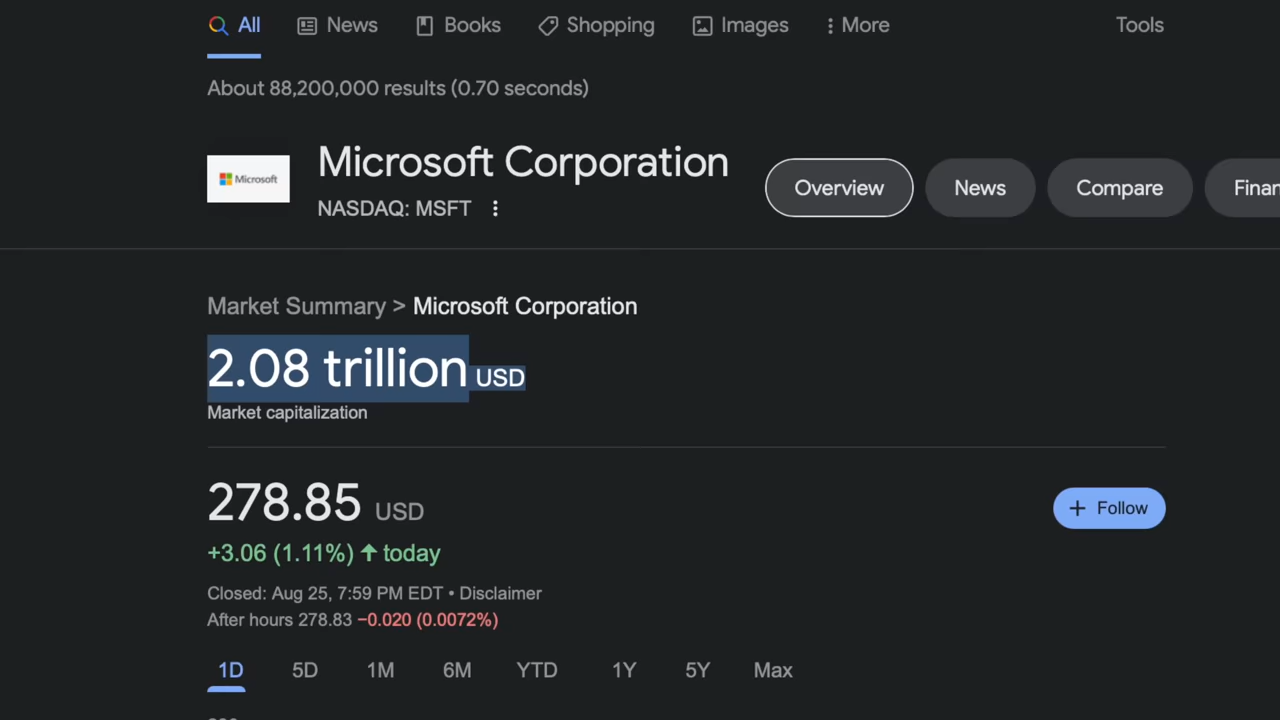 All News Books Shopping Images More Tools
About 88,200,000 results (0.70 seconds)
Microsoft
Microsoft Corporation
NASDAQ: MSFT
Overview News Compare Finan
Market Summary > Microsoft Corporation
2.08 trillion USD
Market capitalization
278.85 USD
+ Follow
+3.06 (1.11%) ↑ today
Closed: Aug 25, 7:59 PM EDT • Disclaimer
After hours 278.83 −0.020 (0.0072%)
1D 5D 1M 6M YTD 1Y 5Y Max